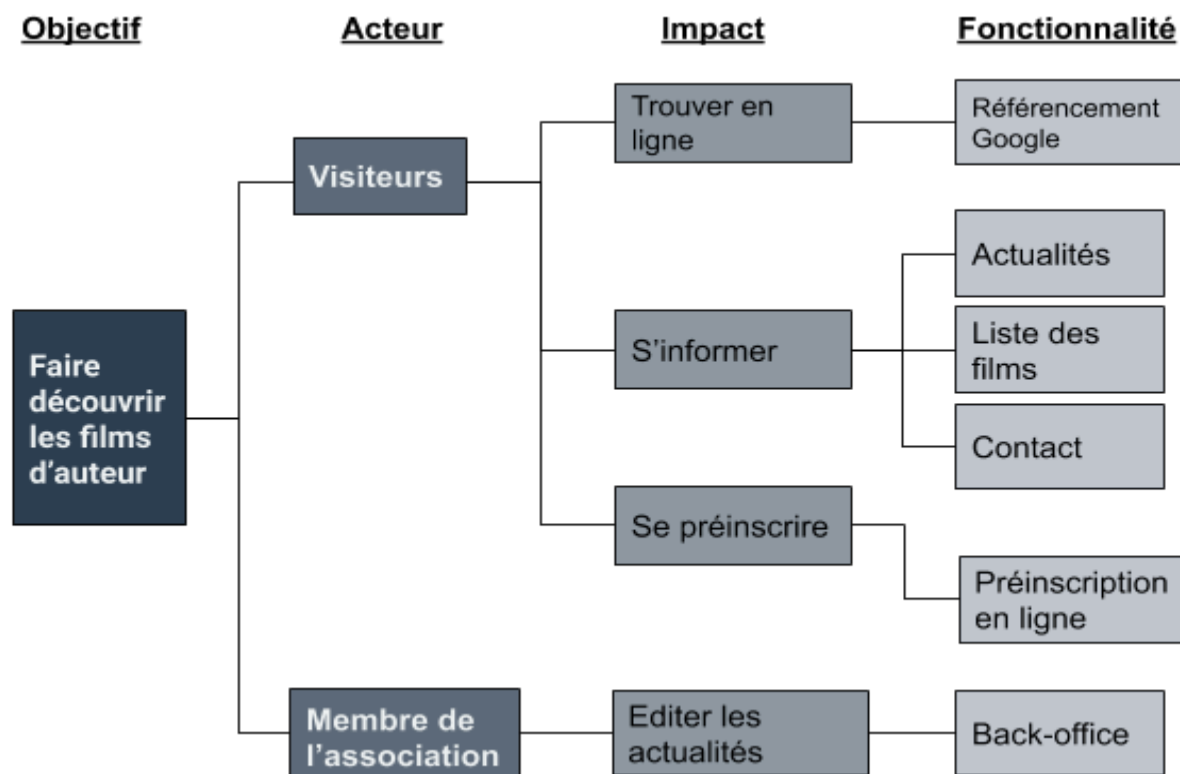 Objectif
Acteur
Impact
Fonctionnalité
Faire
découvrir
les films
d'auteur
Visiteurs
Trouver en
ligne
Référencement
Google
S'informer
Actualités
Liste des
films
Contact
Se préinscrire
Préinscription
en ligne
Membre de
l'association
Editer les
actualités
Back-office